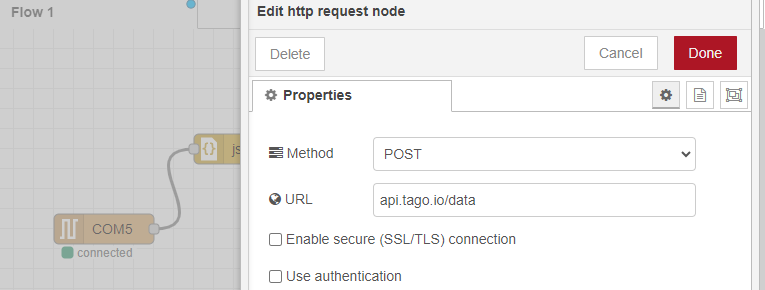 Flow 1
Edit http request node
Delete
Cancel
Done
Properties
Method
POST
URL
api.tago.io/data
Enable secure (SSL/TLS) connection
Use authentication
js
COM5
connected